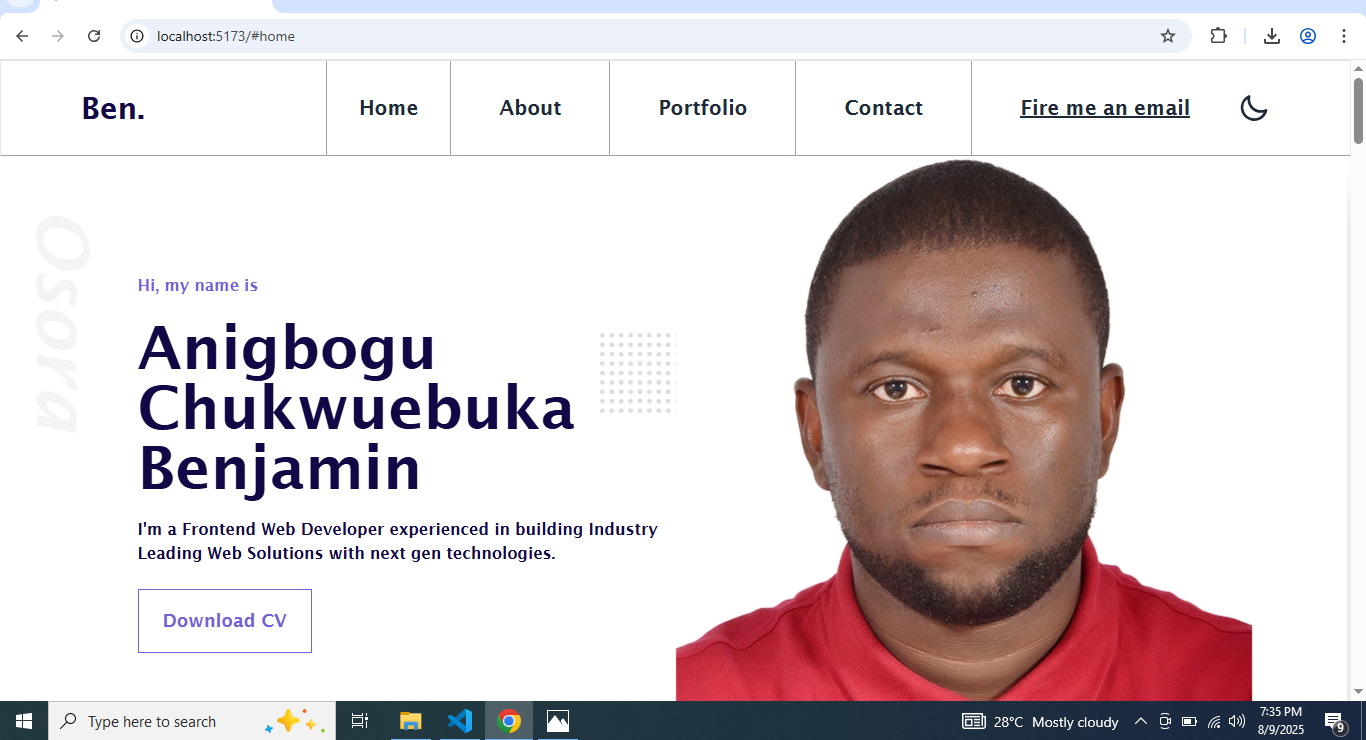 localhost:5173/#home
Ben.
Home
About
Portfolio
Contact
Fire me an email
Osora
Hi, my name is
Anigbogu
Chukwuebuka
Benjamin
I'm a Frontend Web Developer experienced in building Industry
Leading Web Solutions with next gen technologies.
Download CV
Type here to search
28°C Mostly cloudy
7:35 PM
8/9/2025
9